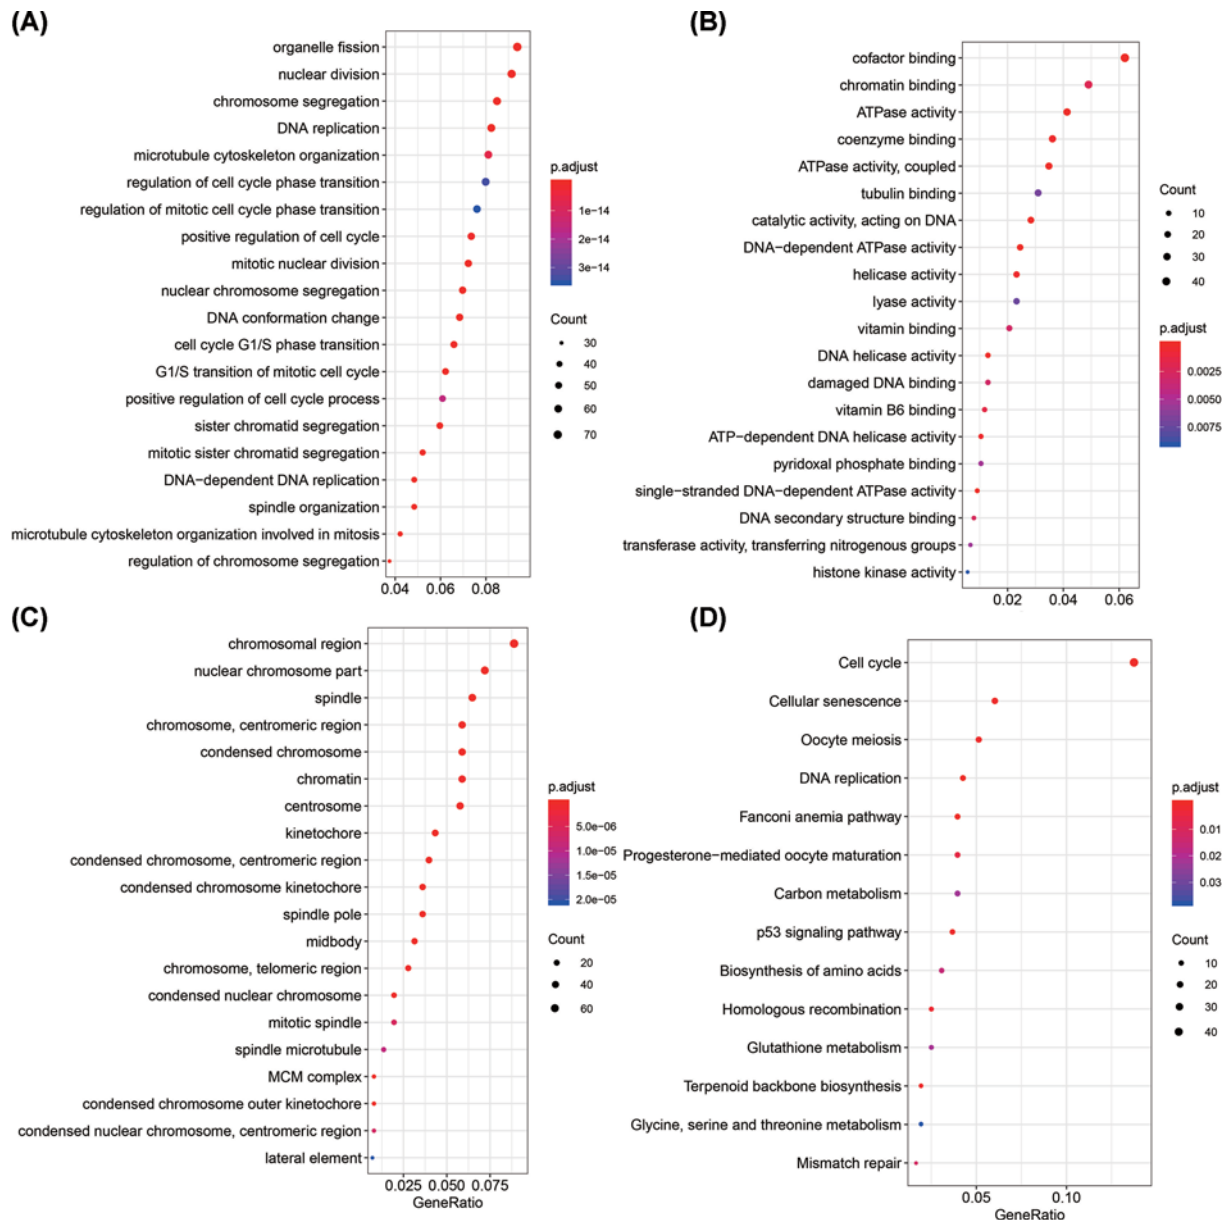 (A)
organelle fission
nuclear division
chromosome segregation
DNA replication
microtubule cytoskeleton organization
regulation of cell cycle phase transition
regulation of mitotic cell cycle phase transition
positive regulation of cell cycle
mitotic nuclear division
nuclear chromosome segregation
DNA conformation change
cell cycle G1/S phase transition
G1/S transition of mitotic cell cycle
positive regulation of cell cycle process
sister chromatid segregation
mitotic sister chromatid segregation
DNA−dependent DNA replication
spindle organization
microtubule cytoskeleton organization involved in mitosis
regulation of chromosome segregation
0.04 0.06 0.08
p.adjust
1e−14
2e−14
3e−14
Count
30
40
50
60
70
(B)
cofactor binding
chromatin binding
ATPase activity
coenzyme binding
ATPase activity, coupled
tubulin binding
catalytic activity, acting on DNA
DNA−dependent ATPase activity
helicase activity
lyase activity
vitamin binding
DNA helicase activity
damaged DNA binding
vitamin B6 binding
ATP−dependent DNA helicase activity
pyridoxal phosphate binding
single−stranded DNA−dependent ATPase activity
DNA secondary structure binding
transferase activity, transferring nitrogenous groups
histone kinase activity
0.02 0.04 0.06
Count
10
20
30
40
p.adjust
0.0025
0.0050
0.0075
(C)
chromosomal region
nuclear chromosome part
spindle
chromosome, centromeric region
condensed chromosome
chromatin
centrosome
kinetochore
condensed chromosome, centromeric region
condensed chromosome kinetochore
spindle pole
midbody
chromosome, telomeric region
condensed nuclear chromosome
mitotic spindle
spindle microtubule
MCM complex
condensed chromosome outer kinetochore
condensed nuclear chromosome, centromeric region
lateral element
0.025 0.050 0.075
GeneRatio
p.adjust
5.0e−06
1.0e−05
1.5e−05
2.0e−05
Count
20
40
60
(D)
Cell cycle
Cellular senescence
Oocyte meiosis
DNA replication
Fanconi anemia pathway
Progesterone−mediated oocyte maturation
Carbon metabolism
p53 signaling pathway
Biosynthesis of amino acids
Homologous recombination
Glutathione metabolism
Terpenoid backbone biosynthesis
Glycine, serine and threonine metabolism
Mismatch repair
0.05 0.10
GeneRatio
p.adjust
0.01
0.02
0.03
Count
10
20
30
40